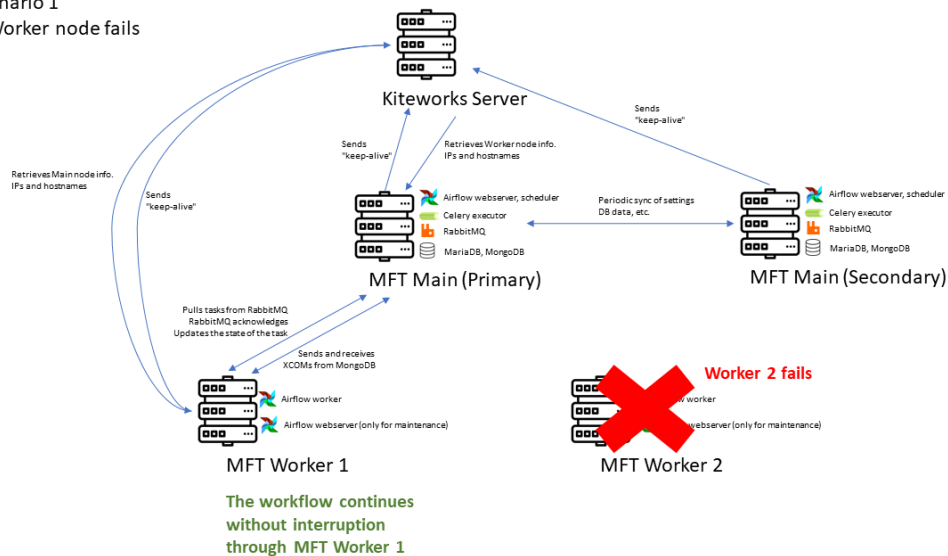 nario 1
Worker node fails
Kiteworks Server
Sends
"keep-alive"
Sends
"keep-alive"
Retrieves Worker node info.
IPs and hostnames
Retrieves Main node info.
IPs and hostnames
Sends
"keep-alive"
Airflow webserver, scheduler
Celery executor
RabbitMQ
MariaDB, MongoDB
MFT Main (Primary)
Periodic sync of settings
DB data, etc.
Airflow webserver, scheduler
Celery executor
RabbitMQ
MariaDB, MongoDB
MFT Main (Secondary)
Pulls tasks from RabbitMQ
RabbitMQ acknowledges
Updates the state of the task
Sends and receives
XCOMs from MongoDB
Airflow worker
Airflow webserver (only for maintenance)
MFT Worker 1
Worker 2 fails
w worker
webserver (only for maintenance)
MFT Worker 2
The workflow continues
without interruption
through MFT Worker 1